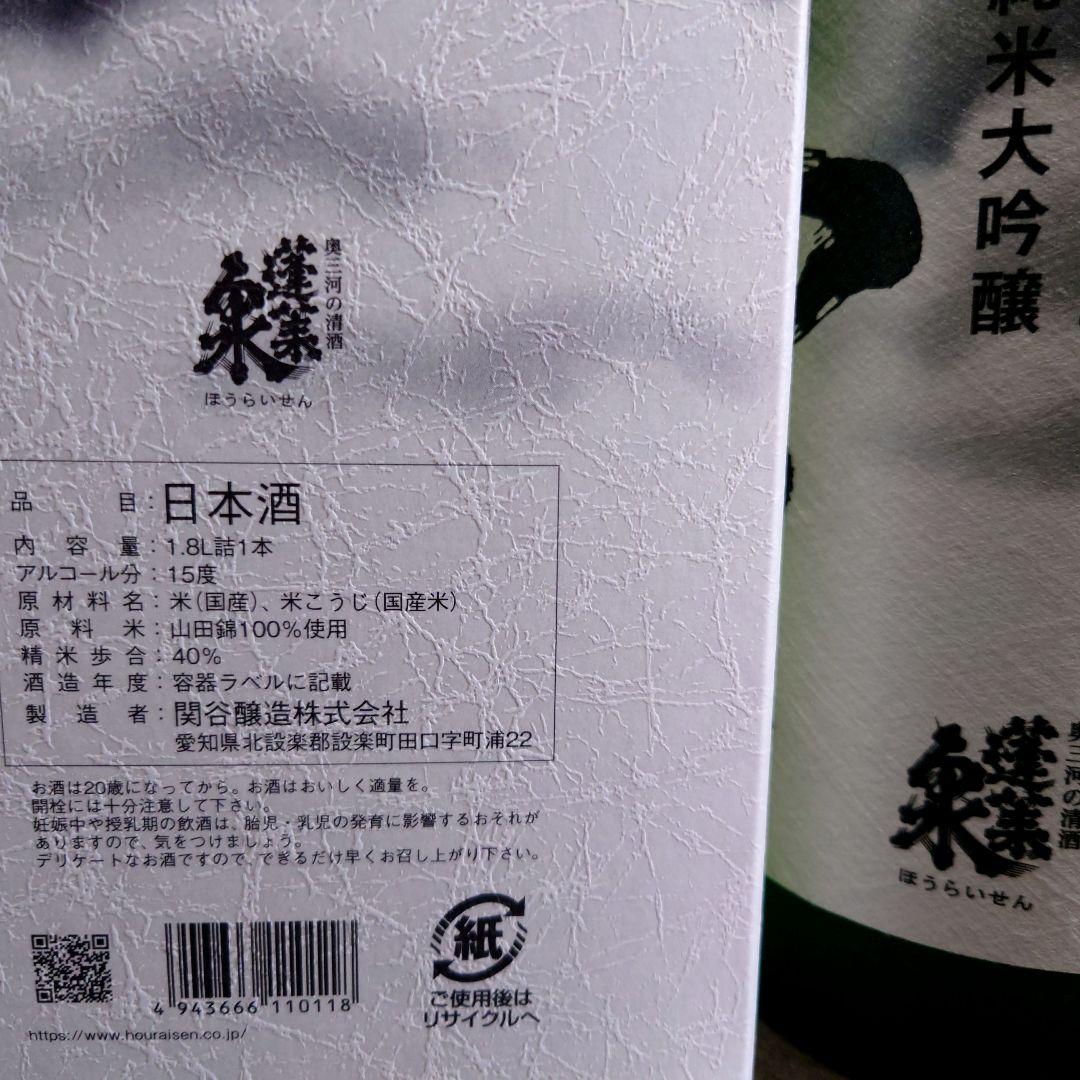 奥三河の清酒
蓬莱泉
ほうらいせん
品目：日本酒
内容量：1.8L詰1本
アルコール分：15度
原材料名：米（国産）、米こうじ（国産米）
原料米：山田錦100%使用
精米歩合：40%
酒造年度：容器ラベルに記載
製造者：関谷醸造株式会社
愛知県北設楽郡設楽町田口字町浦22
お酒は20歳になってから。お酒はおいしく適量を。
開栓には十分注意して下さい。
妊娠中や授乳期の飲酒は、胎児・乳児の発育に影響するおそれが
ありますので、気をつけましょう。
デリケートなお酒ですので、できるだけ早くお召し上がり下さい。
4 943666 110118
https://www.houraisen.co.jp/
紙
ご使用後は
リサイクルへ
純米大吟醸
奥三河の清酒
蓬莱泉
ほうらいせん